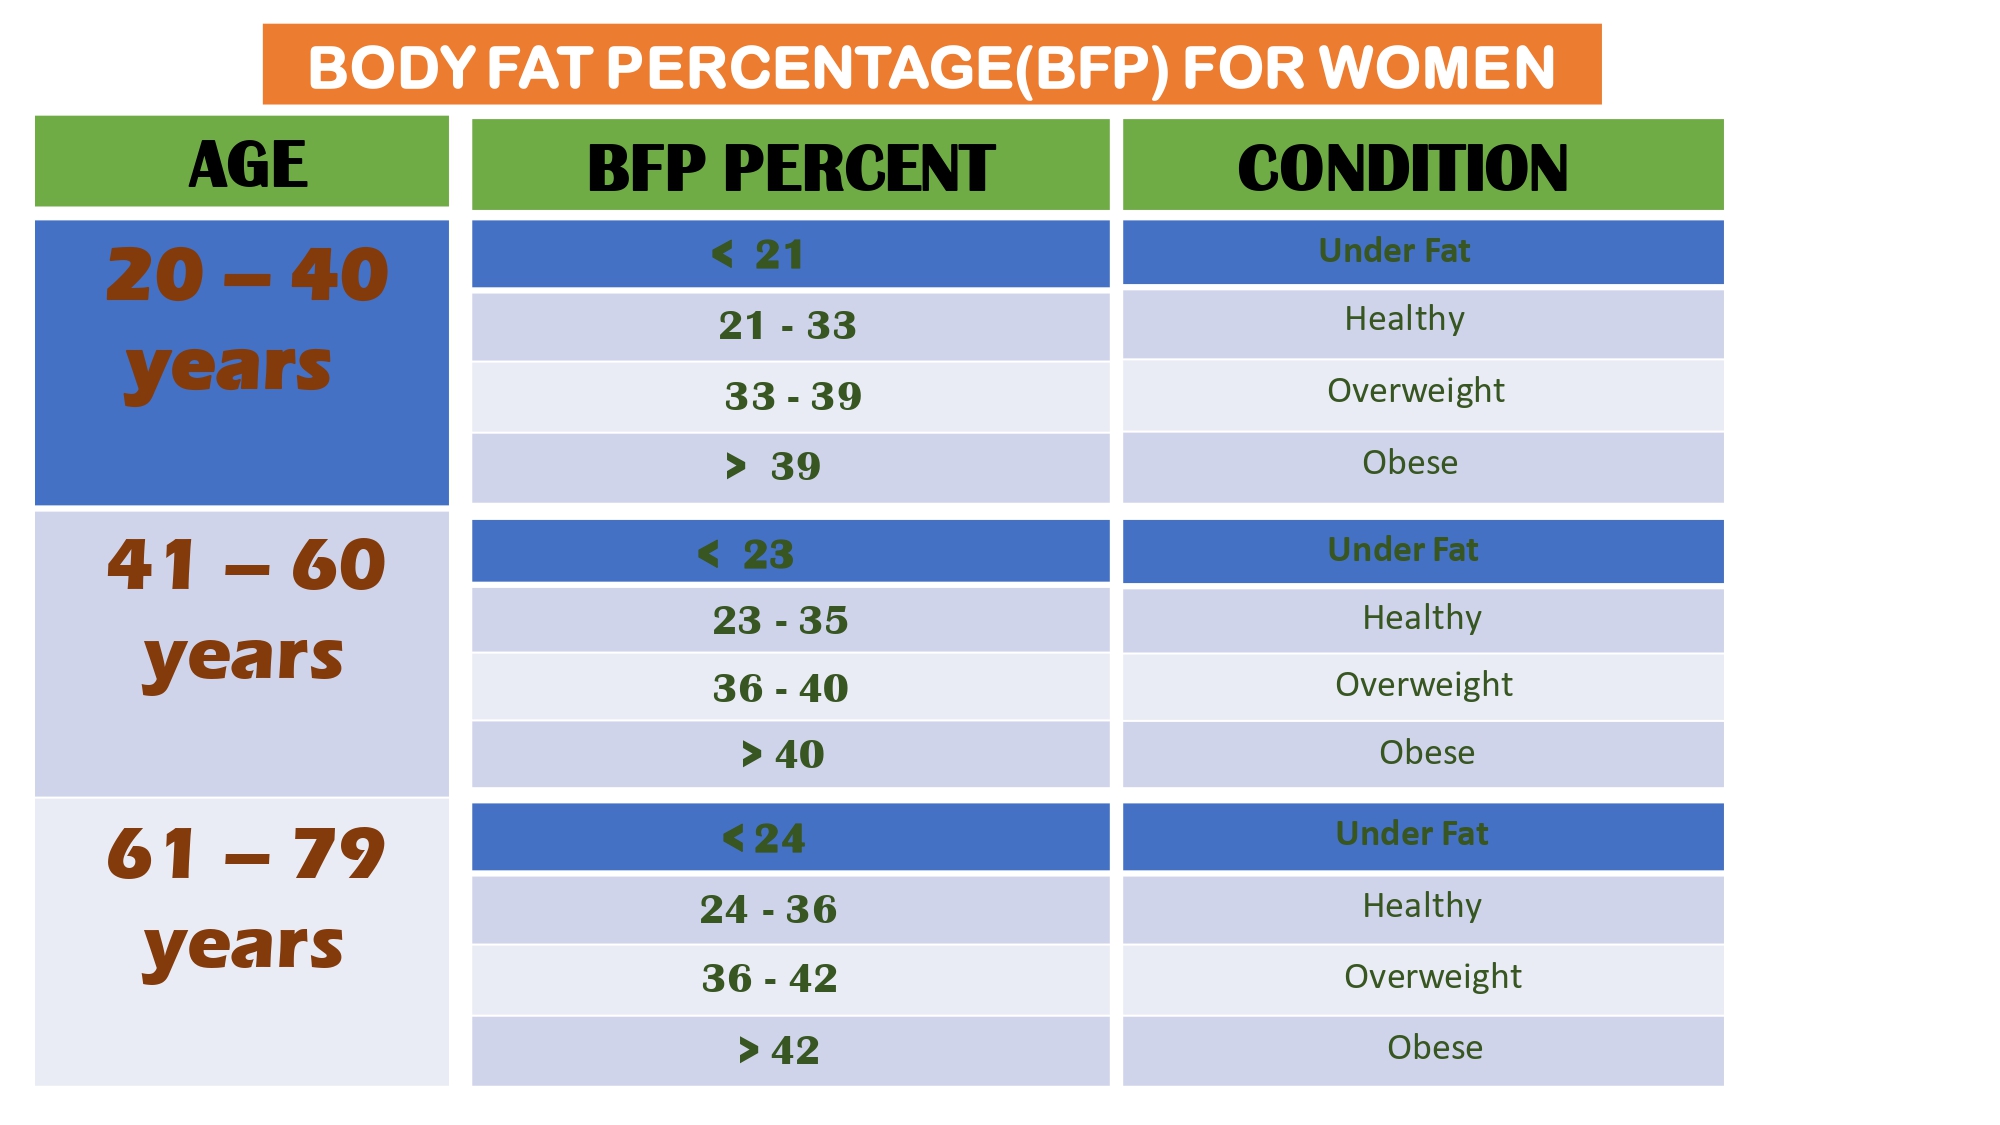 BODY FAT PERCENTAGE(BFP) FOR WOMEN
AGE BFP PERCENT CONDITION
20 – 40
years
< 21 Under Fat
21 - 33 Healthy
33 - 39 Overweight
> 39 Obese
41 – 60
years
< 23 Under Fat
23 - 35 Healthy
36 - 40 Overweight
> 40 Obese
61 – 79
years
< 24 Under Fat
24 - 36 Healthy
36 - 42 Overweight
> 42 Obese